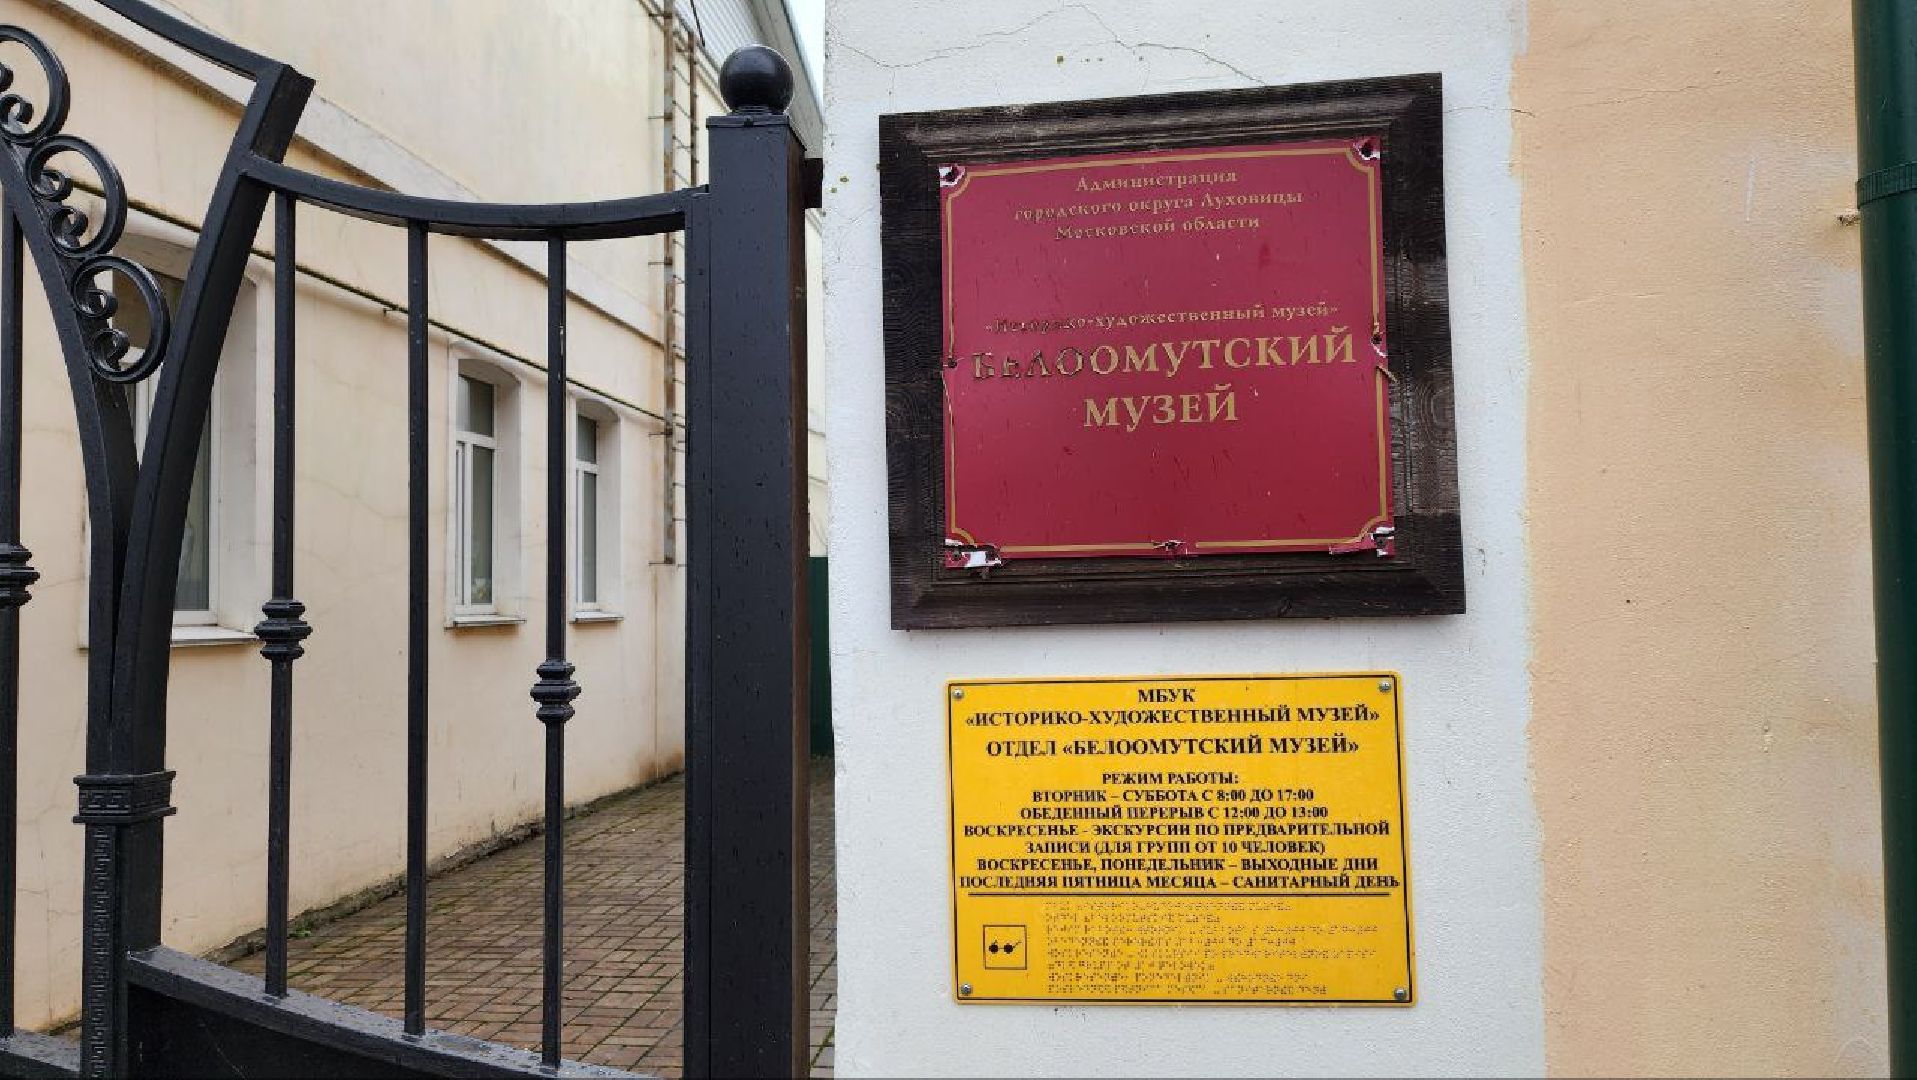 Администрация
городского округа Луховицы
Московской области
«Историко-художественный музей»
БЕЛООМУТСКИЙ
МУЗЕЙ
МБУК
«ИСТОРИКО-ХУДОЖЕСТВЕННЫЙ МУЗЕЙ»
ОТДЕЛ «БЕЛООМУТСКИЙ МУЗЕЙ»
РЕЖИМ РАБОТЫ:
ВТОРНИК – СУББОТА С 8:00 ДО 17:00
ОБЕДЕННЫЙ ПЕРЕРЫВ С 12:00 ДО 13:00
ВОСКРЕСЕНЬЕ - ЭКСКУРСИИ ПО ПРЕДВАРИТЕЛЬНОЙ
ЗАПИСИ (ДЛЯ ГРУПП ОТ 10 ЧЕЛОВЕК)
ВОСКРЕСЕНЬЕ, ПОНЕДЕЛЬНИК – ВЫХОДНЫЕ ДНИ
ПОСЛЕДНЯЯ ПЯТНИЦА МЕСЯЦА – САНИТАРНЫЙ ДЕНЬ